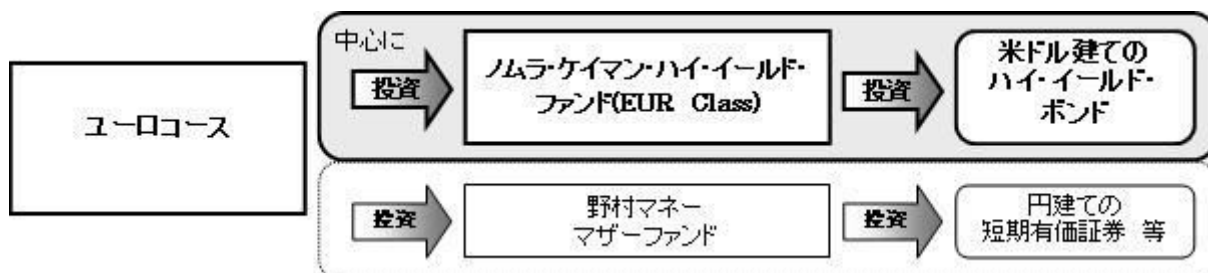 ユーロコース
中心に
投資
ノムラ・ケイマン・ハイ・イールド・
ファンド(EUR Class)
投資
米ドル建ての
ハイ・イールド・
ボンド
投資
野村マネー
マザーファンド
投資
円建ての
短期有価証券 等